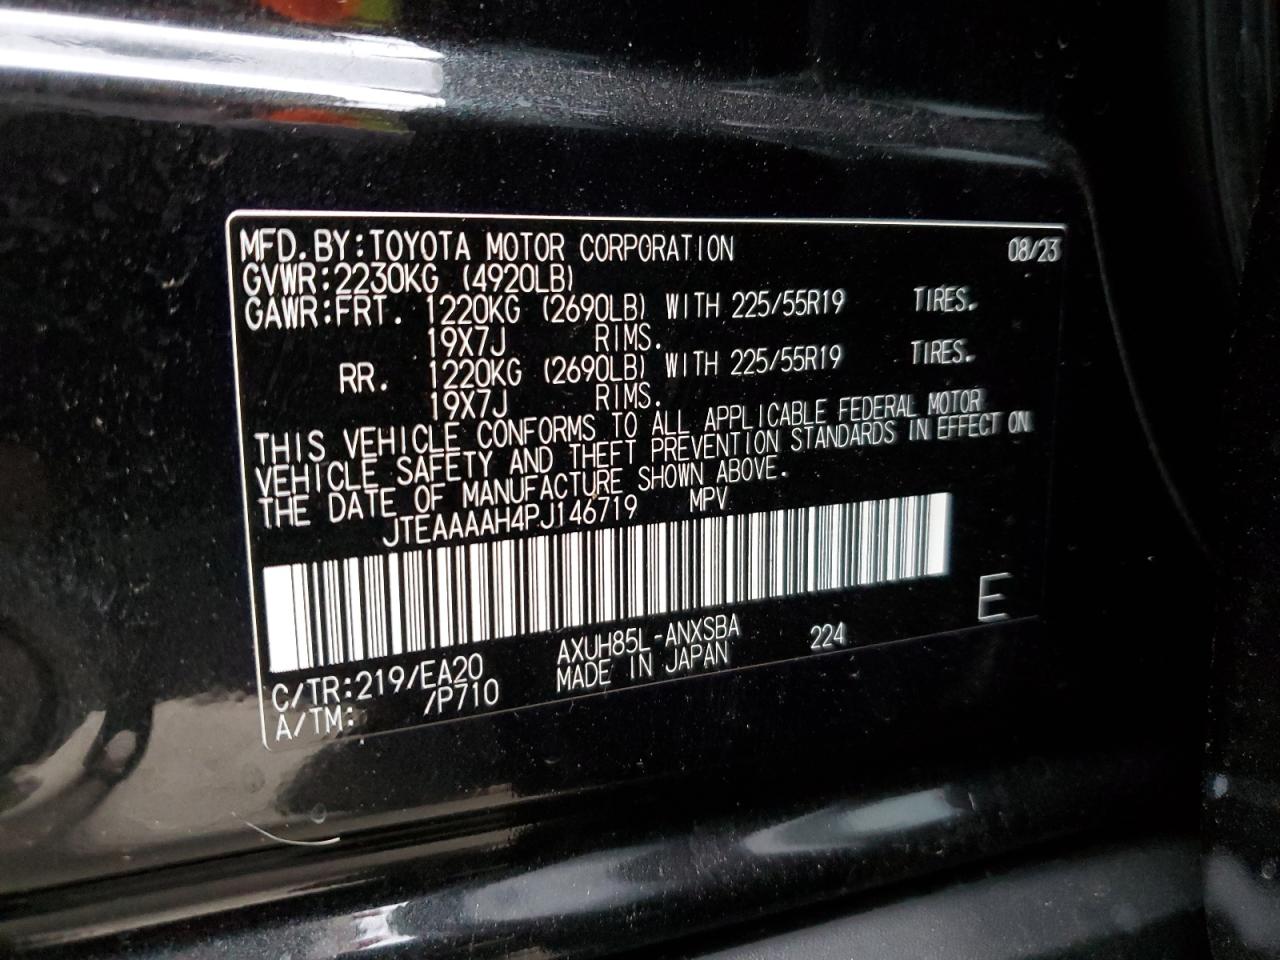 MFD. BY: TOYOTA MOTOR CORPORATION 08/23
GVWR: 2230KG (4920LB)
GAWR: FRT. 1220KG (2690LB) WITH 225/55R19 TIRES.
19X7J RIMS.
RR. 1220KG (2690LB) WITH 225/55R19 TIRES.
19X7J RIMS.
THIS VEHICLE CONFORMS TO ALL APPLICABLE FEDERAL MOTOR
VEHICLE SAFETY AND THEFT PREVENTION STANDARDS IN EFFECT ON
THE DATE OF MANUFACTURE SHOWN ABOVE.
JTEAAAAH4PJ146719 MPV
E
C/TR: 219/EA20 AXUH85L-ANXSBA 224
A/TM: /P710 MADE IN JAPAN